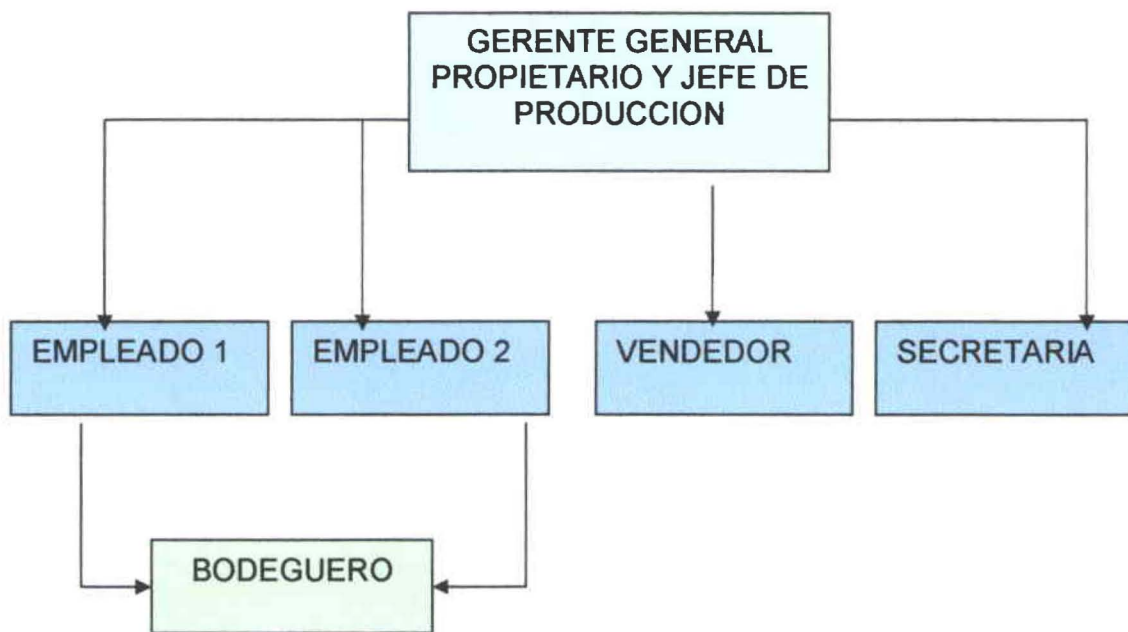 GERENTE GENERAL
PROPIETARIO Y JEFE DE
PRODUCCION
EMPLEADO 1
EMPLEADO 2
VENDEDOR
SECRETARIA
BODEGUERO